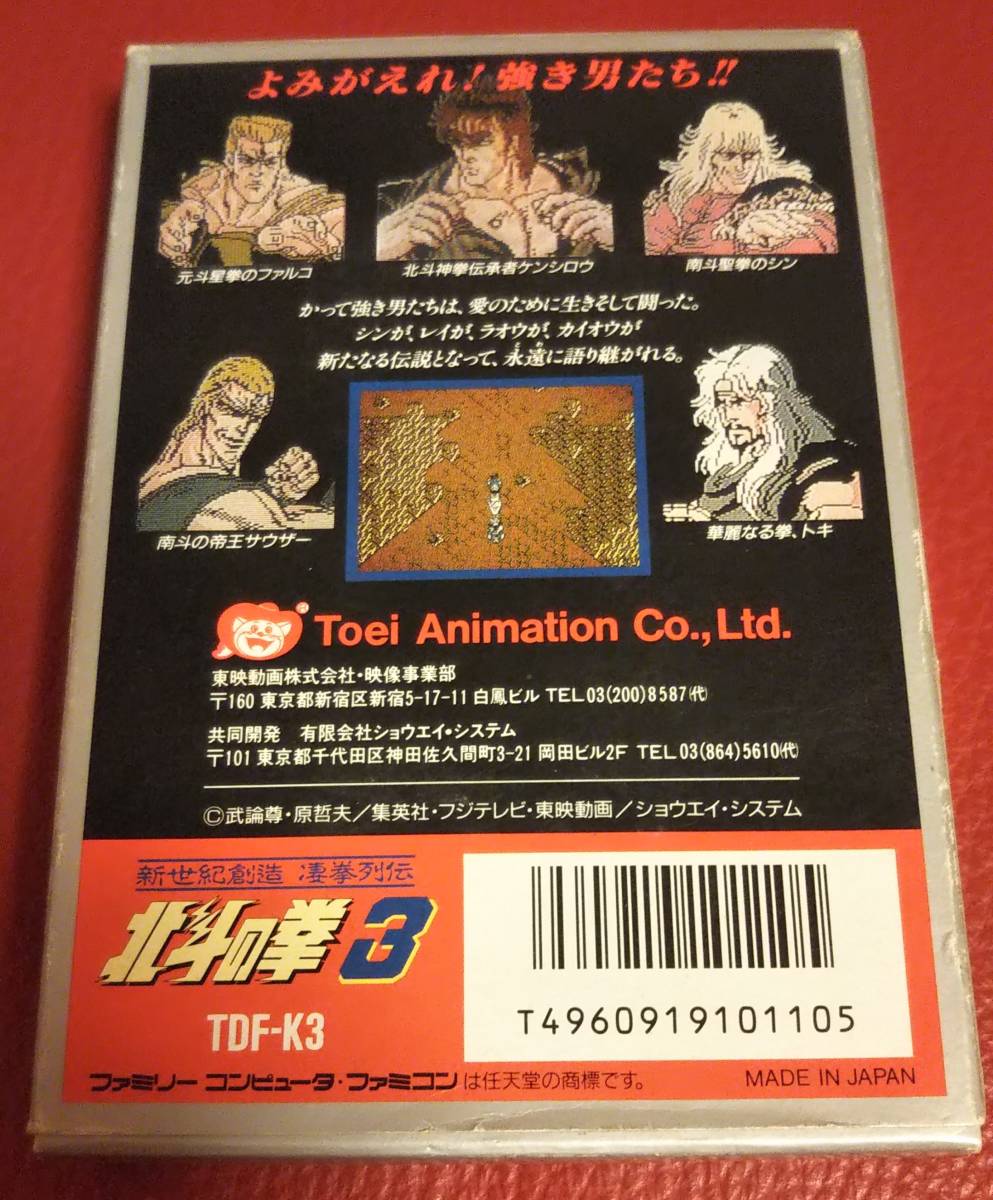 よみがえれ!強き男たち!!
元斗星拳のファルコ
北斗神拳伝承者ケンシロウ
南斗聖拳のシン
かって強き男たちは、愛のために生きそして闘った。
シンが、レイが、ラオウが、カイオウが
新たなる伝説となって、永遠に語り継がれる。
南斗の帝王サウザー
華麗なる拳、トキ
Toei Animation Co., Ltd.
東映動画株式会社・映像事業部
〒160 東京都新宿区新宿5-17-11 白鳳ビル TEL 03(200)8587㈹
共同開発 有限会社ショウエイ・システム
〒101 東京都千代田区神田佐久間町3-21 岡田ビル2F TEL 03(864)5610㈹
©武論尊・原哲夫/集英社・フジテレビ・東映動画/ショウエイ・システム
新世紀創造 凄拳列伝
北斗の拳3
TDF-K3
T4960919101105
ファミリーコンピュータ・ファミコンは任天堂の商標です。
MADE IN JAPAN